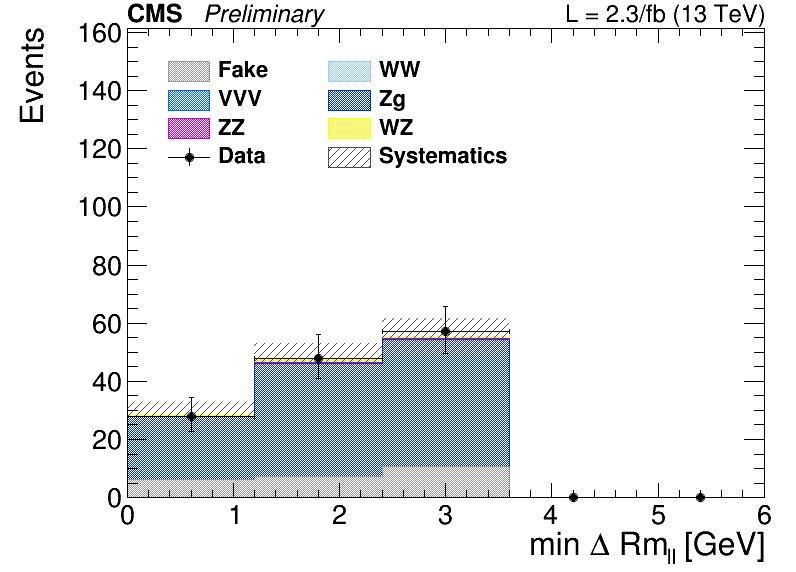 CMS Preliminary L = 2.3/fb (13 TeV)
Events
160
140
120
100
80
60
40
20
0
Fake WW
VVV Zg
ZZ WZ
Data Systematics
0 1 2 3 4 5 6
min Δ Rm_ll [GeV]